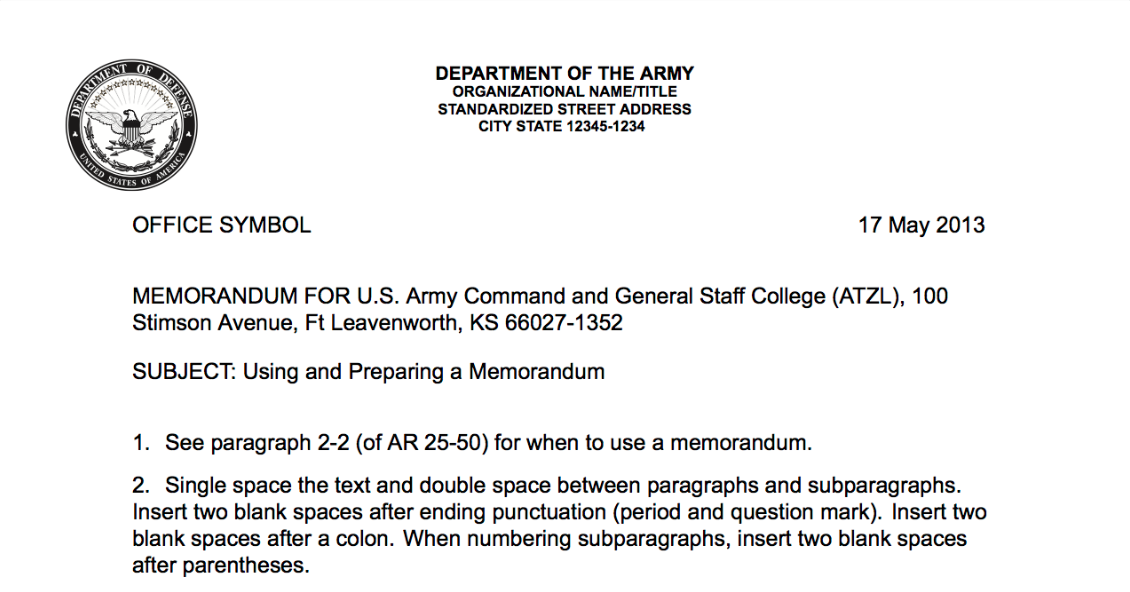 DEPARTMENT OF DEFENSE
UNITED STATES OF AMERICA
DEPARTMENT OF THE ARMY
ORGANIZATIONAL NAME/TITLE
STANDARDIZED STREET ADDRESS
CITY STATE 12345-1234
OFFICE SYMBOL 17 May 2013
MEMORANDUM FOR U.S. Army Command and General Staff College (ATZL), 100
Stimson Avenue, Ft Leavenworth, KS 66027-1352
SUBJECT: Using and Preparing a Memorandum
1.  See paragraph 2-2 (of AR 25-50) for when to use a memorandum.
2.  Single space the text and double space between paragraphs and subparagraphs.
Insert two blank spaces after ending punctuation (period and question mark).  Insert two
blank spaces after a colon.  When numbering subparagraphs, insert two blank spaces
after parentheses.